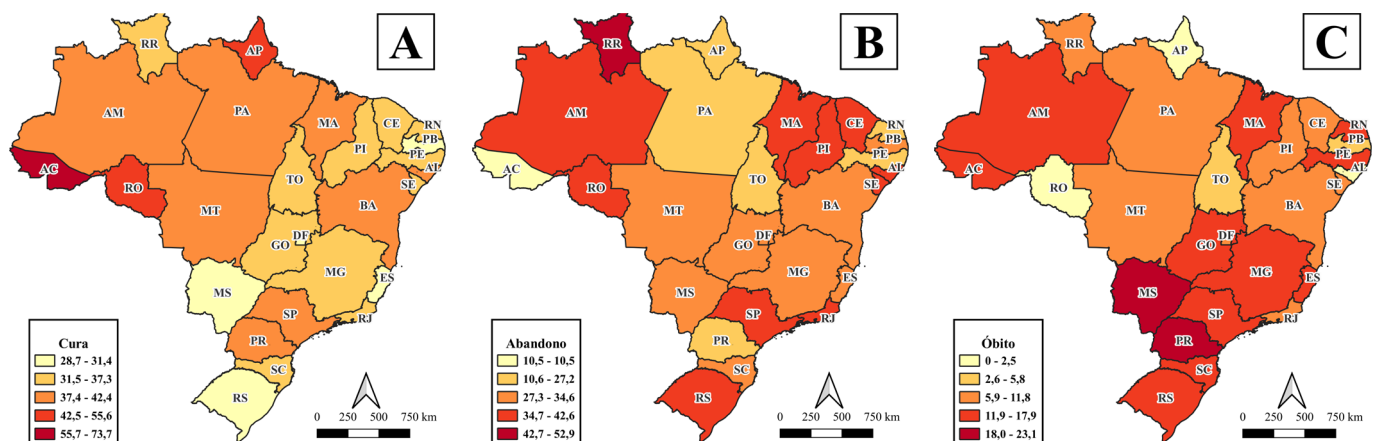 A
RR
AP
AM
PA
MA
CE
RN
PB
PE
AL
PI
AC
RO
TO
SE
BA
MT
DF
GO
MG
ES
MS
SP
RJ
PR
SC
RS
Cura
28,7 - 31,4
31,5 - 37,3
37,4 - 42,4
42,5 - 55,6
55,7 - 73,7
0 250 500 750 km
B
RR
AP
AM
PA
MA
CE
RN
PB
PE
AL
PI
AC
RO
TO
SE
BA
MT
DF
GO
MG
ES
MS
SP
RJ
PR
SC
RS
Abandono
10,5 - 10,5
10,6 - 27,2
27,3 - 34,6
34,7 - 42,6
42,7 - 52,9
0 250 500 750 km
C
RR
AP
AM
PA
MA
CE
RN
PB
PE
AL
PI
AC
RO
TO
SE
BA
MT
DF
GO
MG
ES
MS
SP
RJ
PR
SC
RS
Óbito
0 - 2,5
2,6 - 5,8
5,9 - 11,8
11,9 - 17,9
18,0 - 23,1
0 250 500 750 km